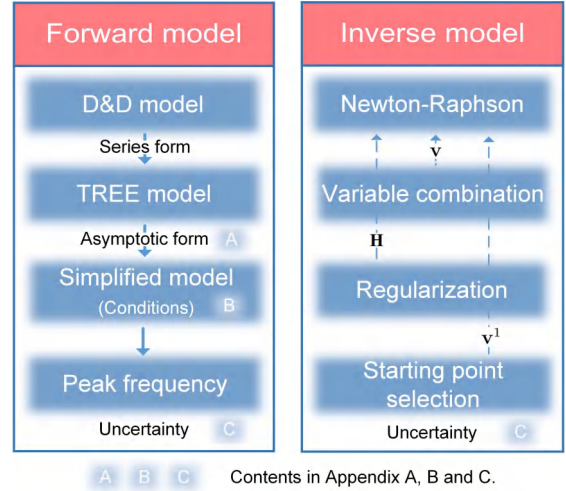 Forward model
D&D model
Series form
TREE model
Asymptotic form A
Simplified model
(Conditions) B
Peak frequency
Uncertainty C
Inverse model
Newton-Raphson
v
Variable combination
H
Regularization
v¹
Starting point
selection
Uncertainty C
A B C Contents in Appendix A, B and C.